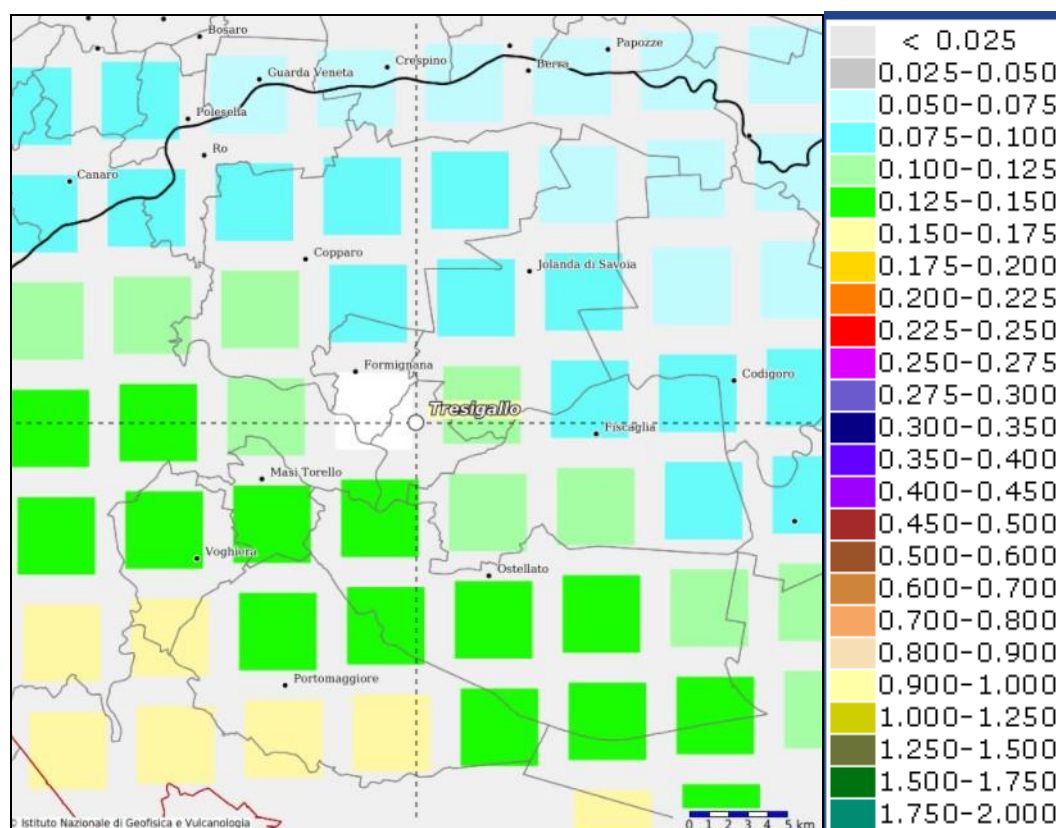 Bosaro
Papozze
Crespino
Berra
Guarda Veneta
Polesella
Ro
Canaro
Copparo
Jolanda di Savoia
Formignana
Codigoro
Tresigallo
Fiscaglia
Masi Torello
Voghiera
Ostellato
Portomaggiore
© Istituto Nazionale di Geofisica e Vulcanologia
0 1 2 3 4 5 km
< 0.025
0.025-0.050
0.050-0.075
0.075-0.100
0.100-0.125
0.125-0.150
0.150-0.175
0.175-0.200
0.200-0.225
0.225-0.250
0.250-0.275
0.275-0.300
0.300-0.350
0.350-0.400
0.400-0.450
0.450-0.500
0.500-0.600
0.600-0.700
0.700-0.800
0.800-0.900
0.900-1.000
1.000-1.250
1.250-1.500
1.500-1.750
1.750-2.000